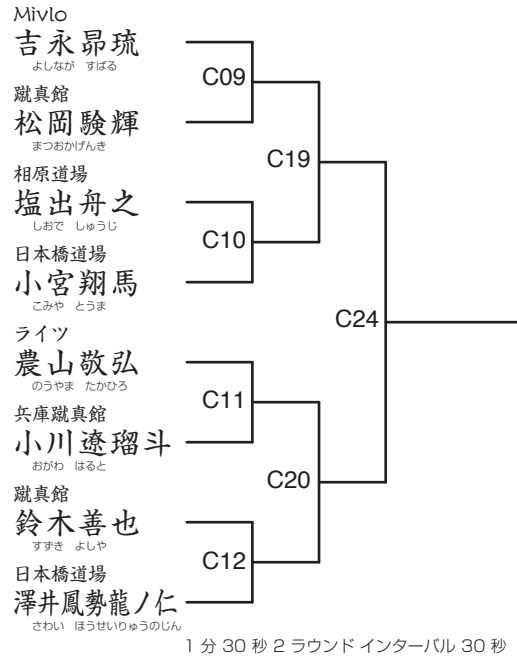 Mivlo
吉永昴琉
よしなが すばる
蹴真館
松岡験輝
まつおかげんき
相原道場
塩出舟之
しおで しゅうじ
日本橋道場
小宮翔馬
こみや とうま
ライツ
農山敬弘
のうやま たかひろ
兵庫蹴真館
小川遼瑠斗
おがわ はると
蹴真館
鈴木善也
すずき よしや
日本橋道場
澤井鳳勢龍ノ仁
さわい ほうせいりゅうのじん
C09
C10
C11
C12
C19
C20
C24
1 分 30 秒 2 ラウンド インターバル 30 秒